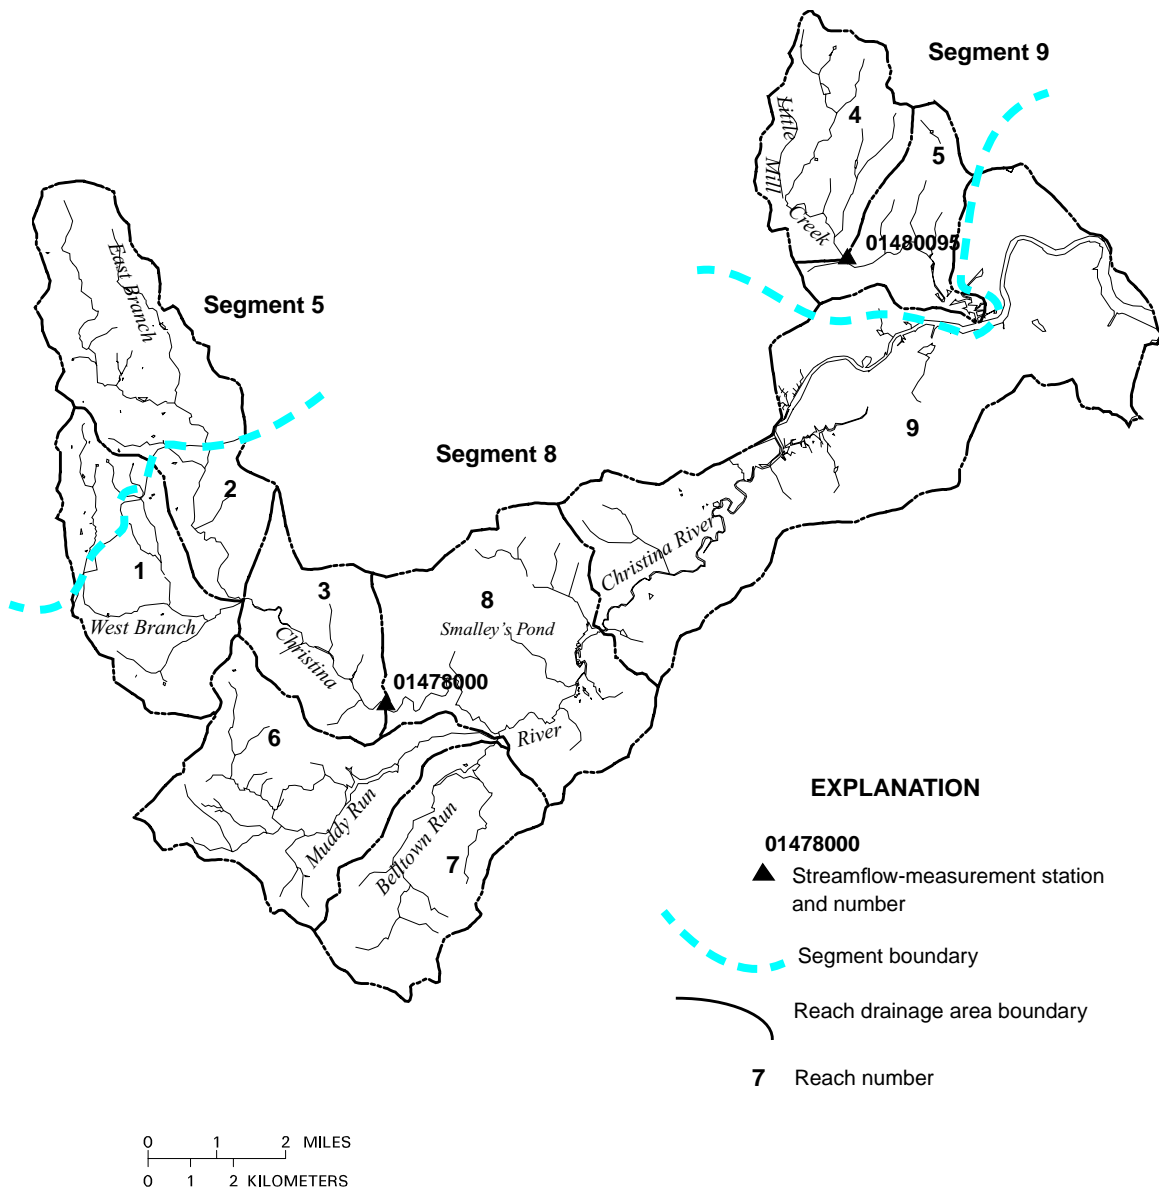 Segment 9
4
Little Mill Creek
5
01480095
East Branch
Segment 5
9
Segment 8
2
Christina River
1
3
8
West Branch
Smalley's Pond
Christina
01478000
6
River
Muddy Run
Belltown Run
7
EXPLANATION
01478000
Streamflow-measurement station
and number
Segment boundary
Reach drainage area boundary
7 Reach number
0 1 2 MILES
0 1 2 KILOMETERS